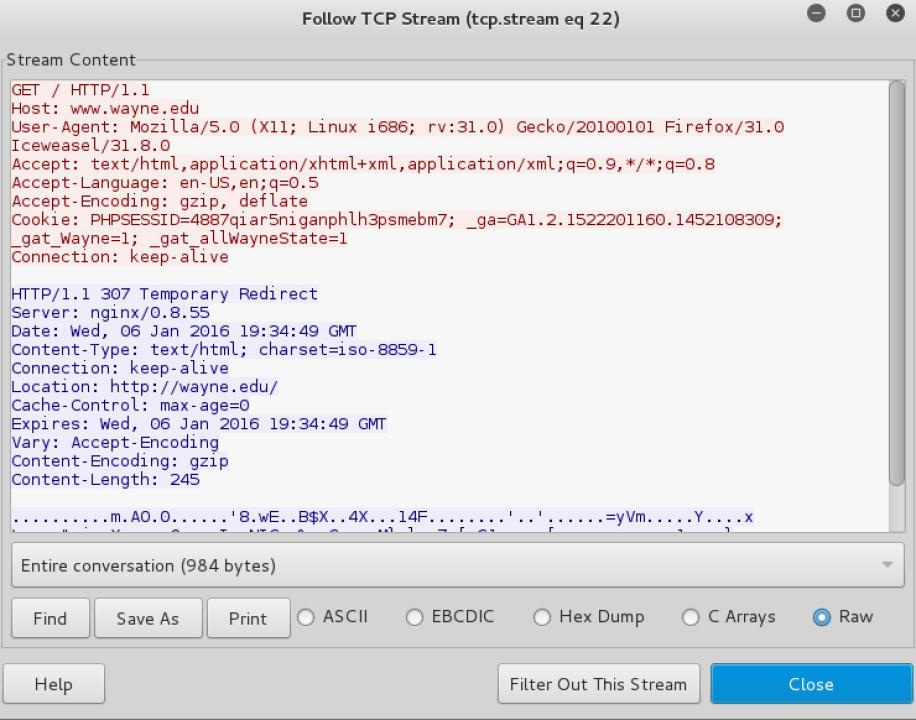 Follow TCP Stream (tcp.stream eq 22)
Stream Content
GET / HTTP/1.1
Host: www.wayne.edu
User-Agent: Mozilla/5.0 (X11; Linux i686; rv:31.0) Gecko/20100101 Firefox/31.0
Iceweasel/31.8.0
Accept: text/html,application/xhtml+xml,application/xml;q=0.9,*/*;q=0.8
Accept-Language: en-US,en;q=0.5
Accept-Encoding: gzip, deflate
Cookie: PHPSESSID=4887qiar5niganphlh3psmebm7; _ga=GA1.2.1522201160.1452108309;
_gat_Wayne=1; _gat_allWayneState=1
Connection: keep-alive
HTTP/1.1 307 Temporary Redirect
Server: nginx/0.8.55
Date: Wed, 06 Jan 2016 19:34:49 GMT
Content-Type: text/html; charset=iso-8859-1
Connection: keep-alive
Location: http://wayne.edu/
Cache-Control: max-age=0
Expires: Wed, 06 Jan 2016 19:34:49 GMT
Vary: Accept-Encoding
Content-Encoding: gzip
Content-Length: 245
..........m.AO.0......'8.wE..B$X..4X...14F........'..'......=yVm.....Y....x
Entire conversation (984 bytes)
Find Save As Print ASCII EBCDIC Hex Dump C Arrays Raw
Help Filter Out This Stream Close